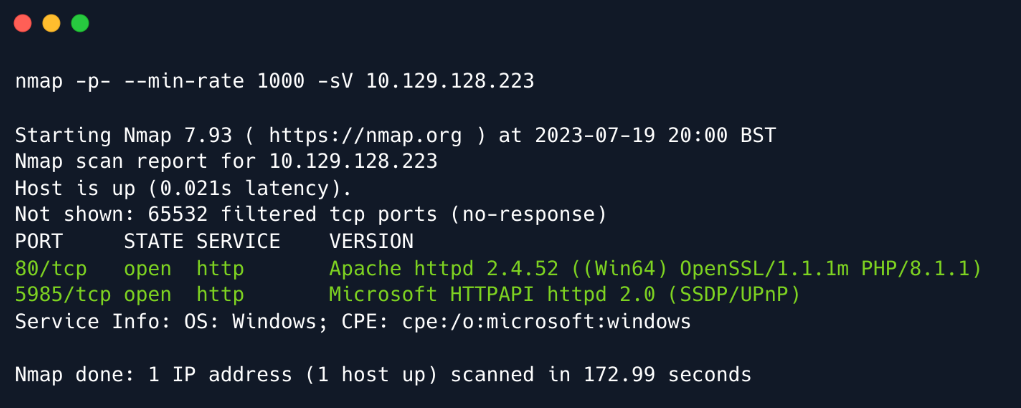 nmap -p- --min-rate 1000 -sV 10.129.128.223
Starting Nmap 7.93 ( https://nmap.org ) at 2023-07-19 20:00 BST
Nmap scan report for 10.129.128.223
Host is up (0.021s latency).
Not shown: 65532 filtered tcp ports (no-response)
PORT     STATE SERVICE    VERSION
80/tcp   open  http       Apache httpd 2.4.52 ((Win64) OpenSSL/1.1.1m PHP/8.1.1)
5985/tcp open  http       Microsoft HTTPAPI httpd 2.0 (SSDP/UPnP)
Service Info: OS: Windows; CPE: cpe:/o:microsoft:windows
Nmap done: 1 IP address (1 host up) scanned in 172.99 seconds